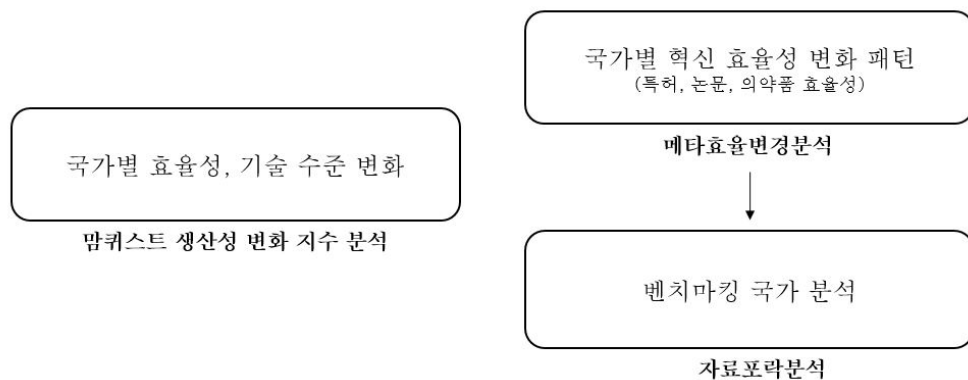 국가별 효율성, 기술 수준 변화
맘퀴스트 생산성 변화 지수 분석
국가별 혁신 효율성 변화 패턴
(특허, 논문, 의약품 효율성)
메타효율변경분석
벤치마킹 국가 분석
자료포락분석